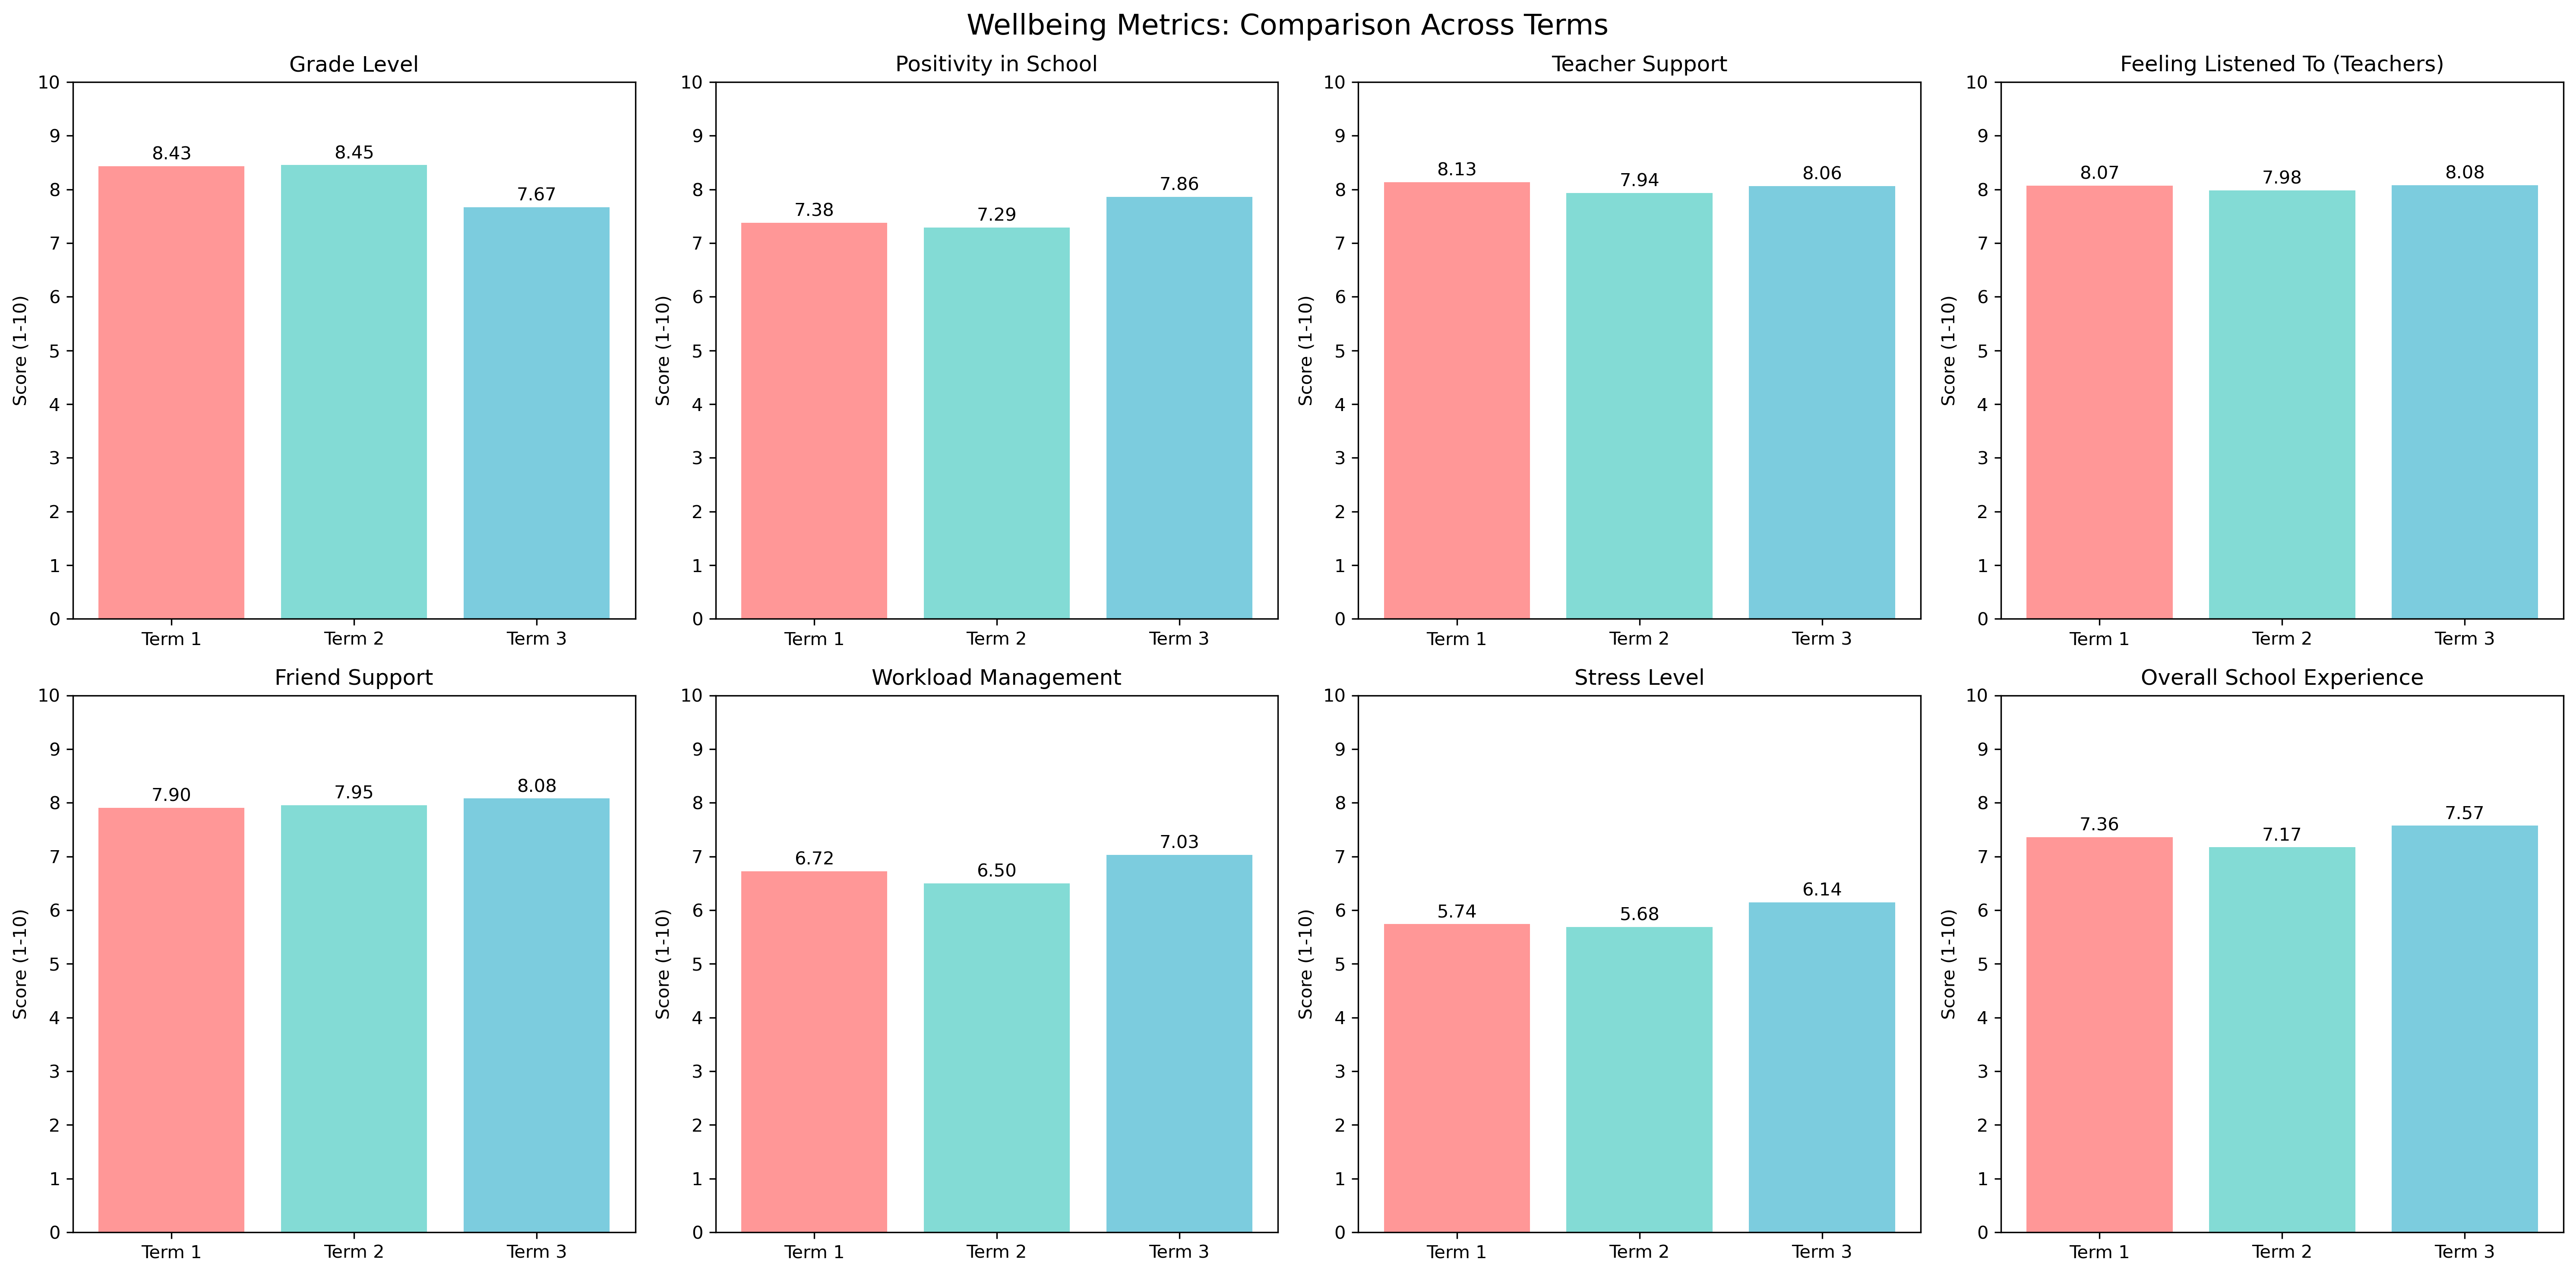 Wellbeing Metrics: Comparison Across Terms
Grade Level
10
9
8
7
6
5
4
3
2
1
0
Score (1-10)
8.43
8.45
7.67
Term 1
Term 2
Term 3
Positivity in School
10
9
8
7
6
5
4
3
2
1
0
Score (1-10)
7.38
7.29
7.86
Term 1
Term 2
Term 3
Teacher Support
10
9
8
7
6
5
4
3
2
1
0
Score (1-10)
8.13
7.94
8.06
Term 1
Term 2
Term 3
Feeling Listened To (Teachers)
10
9
8
7
6
5
4
3
2
1
0
Score (1-10)
8.07
7.98
8.08
Term 1
Term 2
Term 3
Friend Support
10
9
8
7
6
5
4
3
2
1
0
Score (1-10)
7.90
7.95
8.08
Term 1
Term 2
Term 3
Workload Management
10
9
8
7
6
5
4
3
2
1
0
Score (1-10)
6.72
6.50
7.03
Term 1
Term 2
Term 3
Stress Level
10
9
8
7
6
5
4
3
2
1
0
Score (1-10)
5.74
5.68
6.14
Term 1
Term 2
Term 3
Overall School Experience
10
9
8
7
6
5
4
3
2
1
0
Score (1-10)
7.36
7.17
7.57
Term 1
Term 2
Term 3